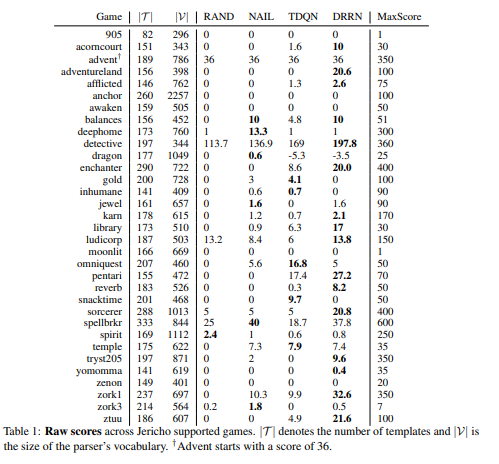 Game |T| |V| RAND NAIL TDQN DRRN MaxScore
905 82 296 0 0 0 0 1
acorncourt 151 343 0 0 1.6 10 30
advent† 189 786 36 36 36 36 350
adventureland 156 398 0 0 0 20.6 100
afflicted 146 762 0 0 1.3 2.6 75
anchor 260 2257 0 0 0 0 100
awaken 159 505 0 0 0 0 50
balances 156 452 0 10 4.8 10 51
deephome 173 760 1 13.3 1 1 300
detective 197 344 113.7 136.9 169 197.8 360
dragon 177 1049 0 0.6 -5.3 -3.5 25
enchanter 290 722 0 0 8.6 20.0 400
gold 200 728 0 3 4.1 0 100
inhumane 141 409 0 0.6 0.7 0 90
jewel 161 657 0 1.6 0 1.6 90
karn 178 615 0 1.2 0.7 2.1 170
library 173 510 0 0.9 6.3 17 30
ludicorp 187 503 13.2 8.4 6 13.8 150
moonlit 166 669 0 0 0 0 1
omniquest 207 460 0 5.6 16.8 5 50
pentari 155 472 0 0 17.4 27.2 70
reverb 183 526 0 0 0.3 8.2 50
snacktime 201 468 0 0 9.7 0 50
sorcerer 288 1013 5 5 5 20.8 400
spellbrkr 333 844 25 40 18.7 37.8 600
spirit 169 1112 2.4 1 0.6 0.8 250
temple 175 622 0 7.3 7.9 7.4 35
tryst205 197 871 0 2 0 9.6 350
yomomma 141 619 0 0 0 0.4 35
zenon 149 401 0 0 0 0 20
zork1 237 697 0 10.3 9.9 32.6 350
zork3 214 564 0.2 1.8 0 0.5 7
ztuu 186 607 0 0 4.9 21.6 100
Table 1: Raw scores across Jericho supported games. |T| denotes the number of templates and |V| is
the size of the parser's vocabulary. †Advent starts with a score of 36.